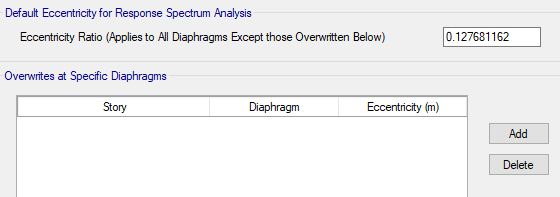 Default Eccentricity for Response Spectrum Analysis
Eccentricity Ratio (Applies to All Diaphragms Except those Overwritten Below) 0.127681162
Overwrites at Specific Diaphragms
Story Diaphragm Eccentricity (m)
Add
Delete